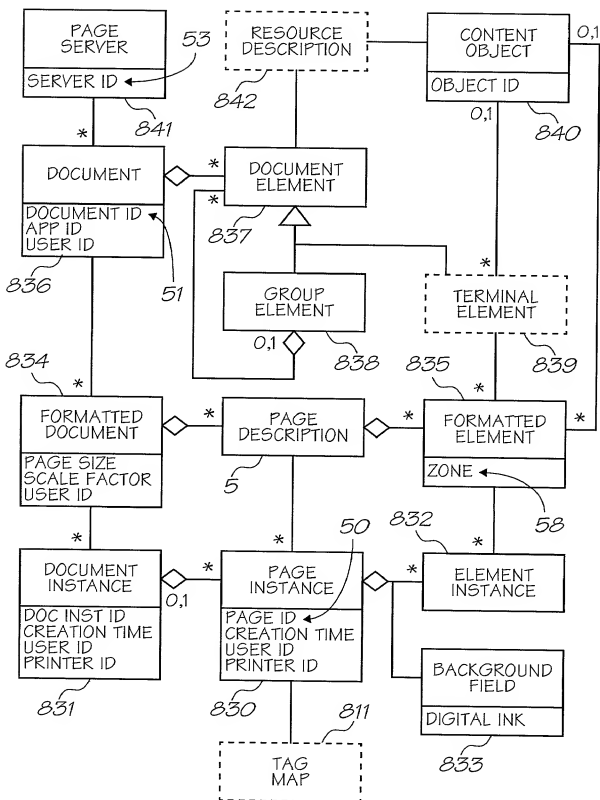 PAGE
SERVER
SERVER ID
53
841
*
RESOURCE
DESCRIPTION
842
CONTENT
OBJECT
OBJECT ID
0,1
0,1
840
DOCUMENT
DOCUMENT ID
APP ID
USER ID
836
51
*
*
DOCUMENT
ELEMENT
837
GROUP
ELEMENT
0,1
838
*
TERMINAL
ELEMENT
839
834
*
FORMATTED
DOCUMENT
PAGE SIZE
SCALE FACTOR
USER ID
*
PAGE
DESCRIPTION
5
835
*
*
*
FORMATTED
ELEMENT
ZONE
58
*
DOCUMENT
INSTANCE
DOC INST ID
CREATION TIME
USER ID
PRINTER ID
831
0,1
*
*
50
PAGE
INSTANCE
PAGE ID
CREATION TIME
USER ID
PRINTER ID
830
832
*
*
ELEMENT
INSTANCE
BACKGROUND
FIELD
DIGITAL INK
833
811
TAG
MAP